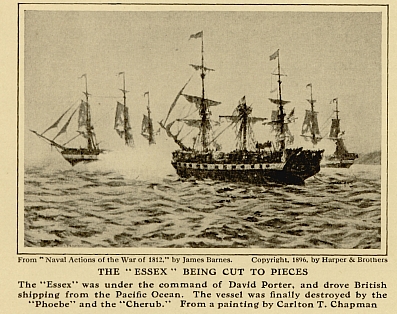 From "Naval Actions of the War of 1812," by James Barnes. Copyright, 1896, by Harper & Brothers
THE "ESSEX" BEING CUT TO PIECES
The "Essex" was under the command of David Porter, and drove British
shipping from the Pacific Ocean. The vessel was finally destroyed by the
"Phoebe" and the "Cherub." From a painting by Carlton T. Chapman